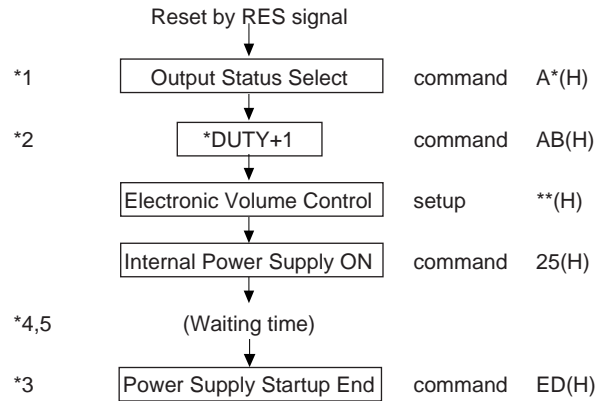 Reset by RES signal
*1 Output Status Select command A*(H)
*2 *DUTY+1 command AB(H)
Electronic Volume Control setup **(H)
Internal Power Supply ON command 25(H)
*4,5 (Waiting time)
*3 Power Supply Startup End command ED(H)